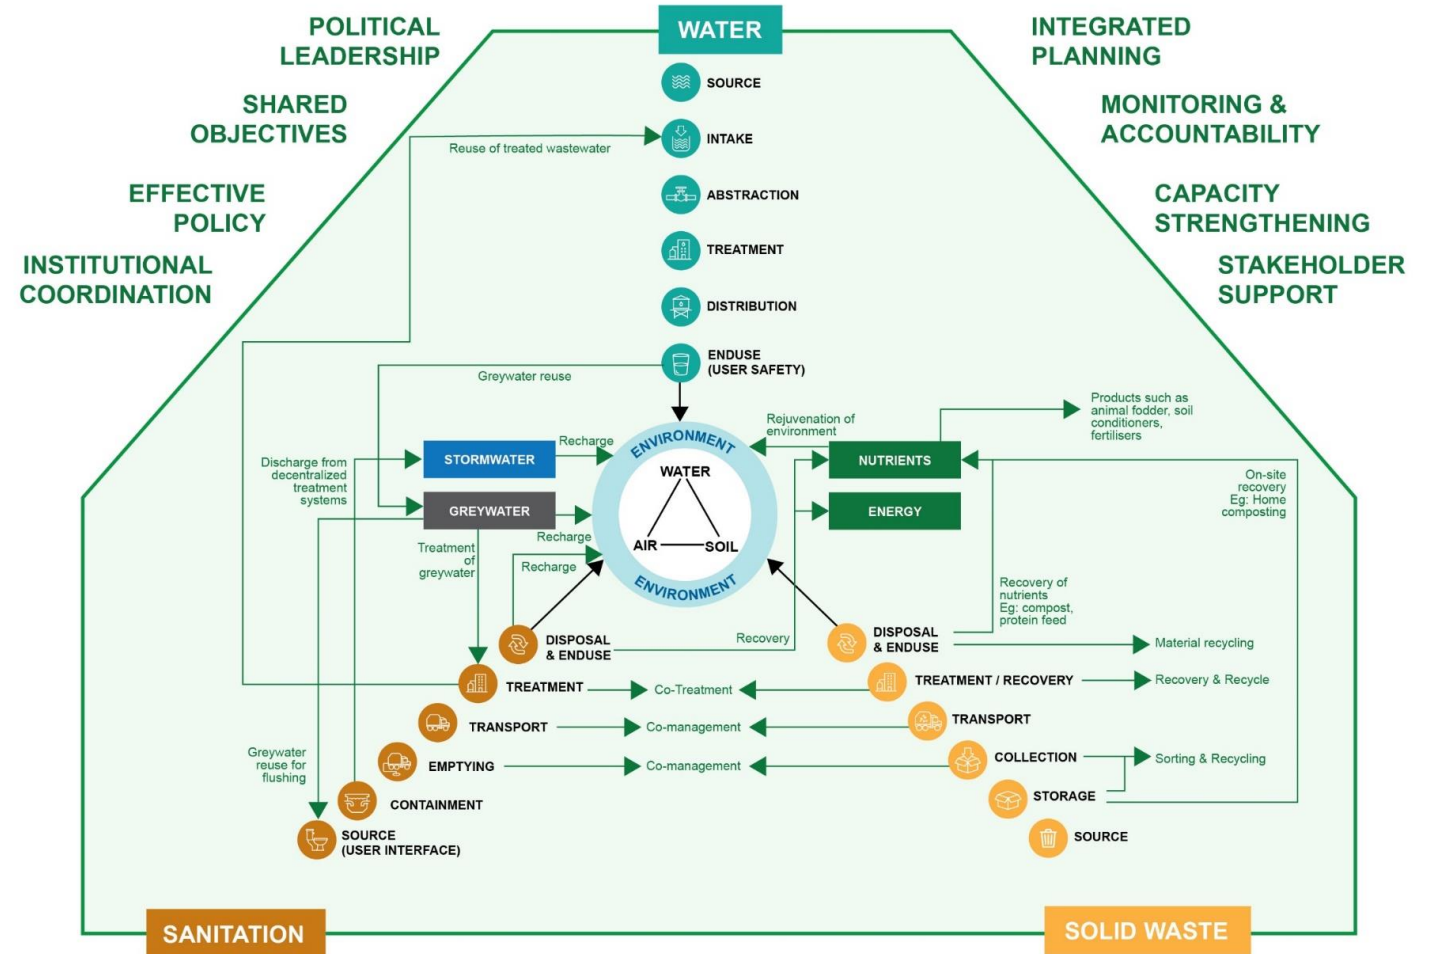 POLITICAL
LEADERSHIP
SHARED
OBJECTIVES
EFFECTIVE
POLICY
INSTITUTIONAL
COORDINATION
WATER
INTEGRATED
PLANNING
MONITORING &
ACCOUNTABILITY
CAPACITY
STRENGTHENING
STAKEHOLDER
SUPPORT
SOURCE
INTAKE
ABSTRACTION
TREATMENT
DISTRIBUTION
ENDUSE
(USER SAFETY)
Reuse of treated wastewater
Greywater reuse
STORMWATER
Recharge
GREYWATER
Recharge
Recharge
Discharge from
decentralized
treatment
systems
Treatment
of
greywater
ENVIRONMENT
WATER
AIR
SOIL
ENVIRONMENT
Rejuvenation of
environment
NUTRIENTS
ENERGY
Products such as
animal fodder, soil
conditioners,
fertilisers
On-site
recovery
Eg: Home
composting
Recovery of
nutrients
Eg: compost,
protein feed
Recovery
DISPOSAL
& ENDUSE
TREATMENT
TRANSPORT
EMPTYING
CONTAINMENT
SOURCE
(USER INTERFACE)
Greywater
reuse for
flushing
Co-Treatment
Co-management
Co-management
DISPOSAL
& ENDUSE
TREATMENT / RECOVERY
TRANSPORT
COLLECTION
STORAGE
SOURCE
Material recycling
Recovery & Recycle
Sorting & Recycling
SANITATION
SOLID WASTE